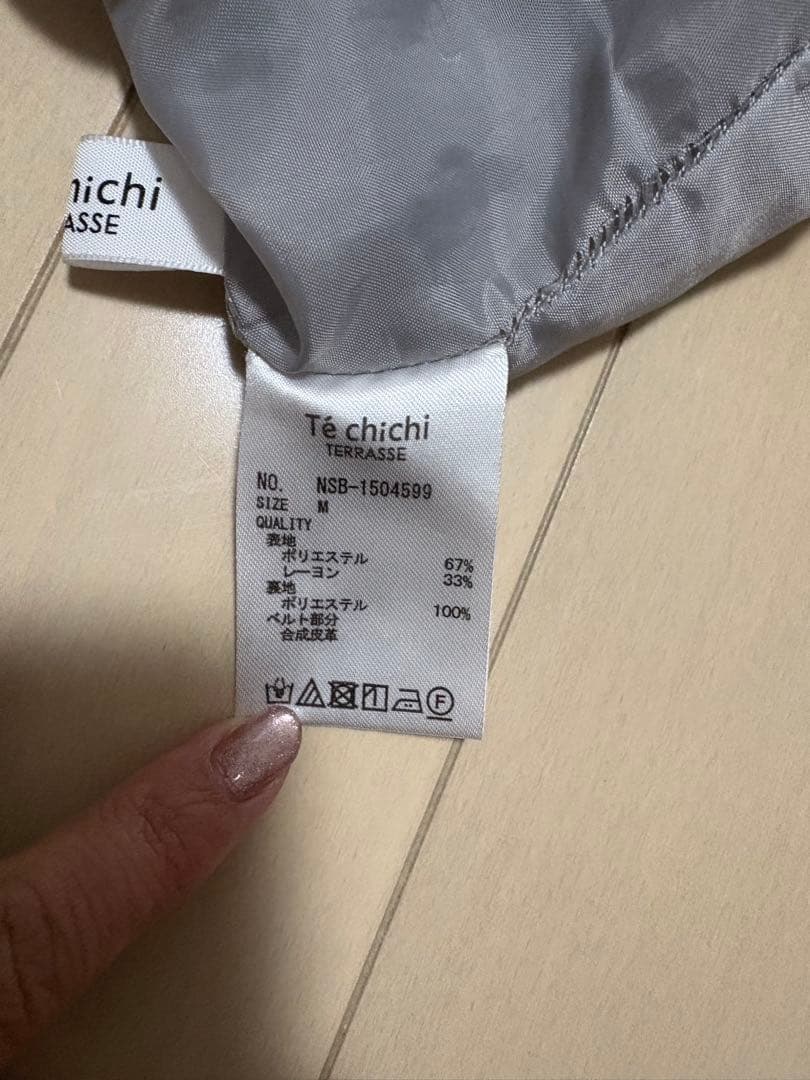 hichi
ASSE
Té chichi
TERRASSE
NO. NSB-1504599
SIZE M
QUALITY
表地
ポリエステル 67%
レーヨン 33%
裏地
ポリエステル 100%
ベルト部分
合成皮革
F